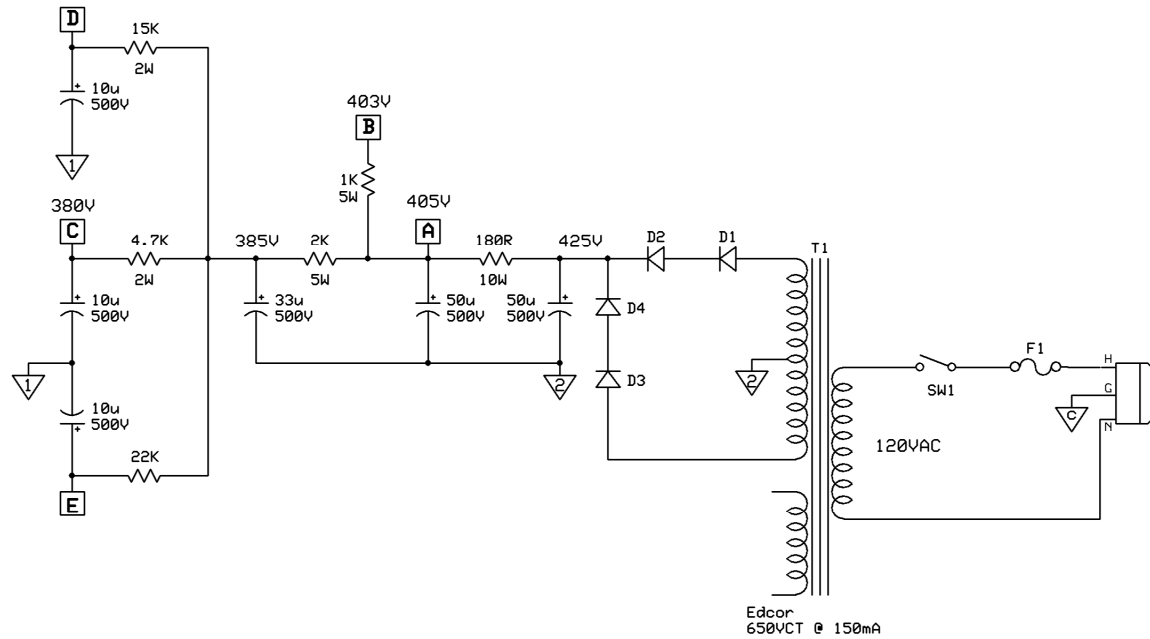 D
15K
2W
10u
500V
1
403V
B
1K
5W
380V
C
4.7K
2W
385V
2K
5W
405V
A
180R
10W
425V
D2
D1
T1
10u
500V
33u
500V
50u
500V
50u
500V
D4
D3
1
2
2
10u
500V
22K
E
SW1
F1
H
G
N
C
120VAC
Edcor
650VCT @ 150mA